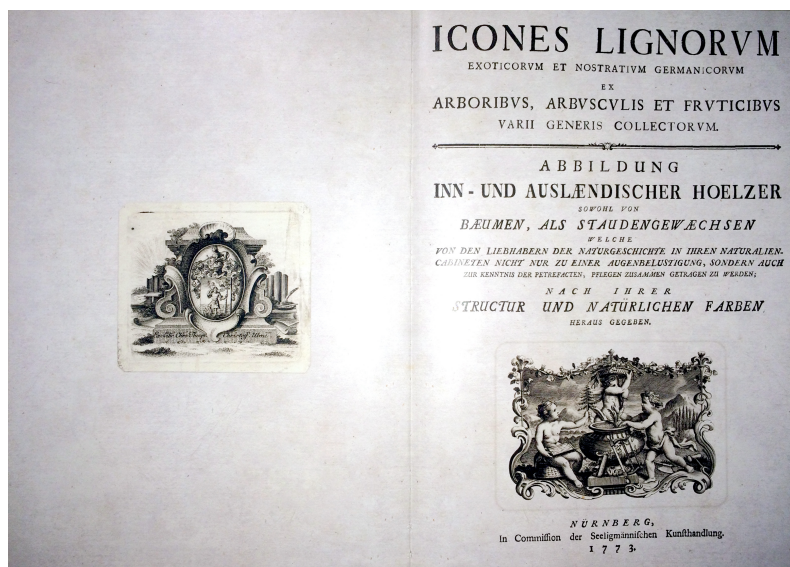 ICONES LIGNORVM
EXOTICORVM ET NOSTRATIVM GERMANICORVM
EX
ARBORIBVS, ARBVSCVLIS ET FRVTICIBVS
VARII GENERIS COLLECTORVM.
ABBILDUNG
INN- UND AUSLÆNDISCHER HOELZER
SOWOHL VON
BÆUMEN, ALS STAUDENGEWÆCHSEN
WELCHE
VON DEN LIEBHABERN DER NATURGESCHICHTE IN IHREN NATURALIEN-
CABINETEN NICHT NUR ZU EINER AUGENBELUSTIGUNG, SONDERN AUCH
ZUR KENNTNIS DER PETREFACTEN, PFLEGEN ZUSAMMEN GETRAGEN ZU WERDEN;
NACH IHRER
STRUCTUR UND NATÜRLICHEN FARBEN
HERAUS GEGEBEN.
NÜRNBERG,
In Commiſſion der Seeligmänniſchen Kunſthandlung.
1773.